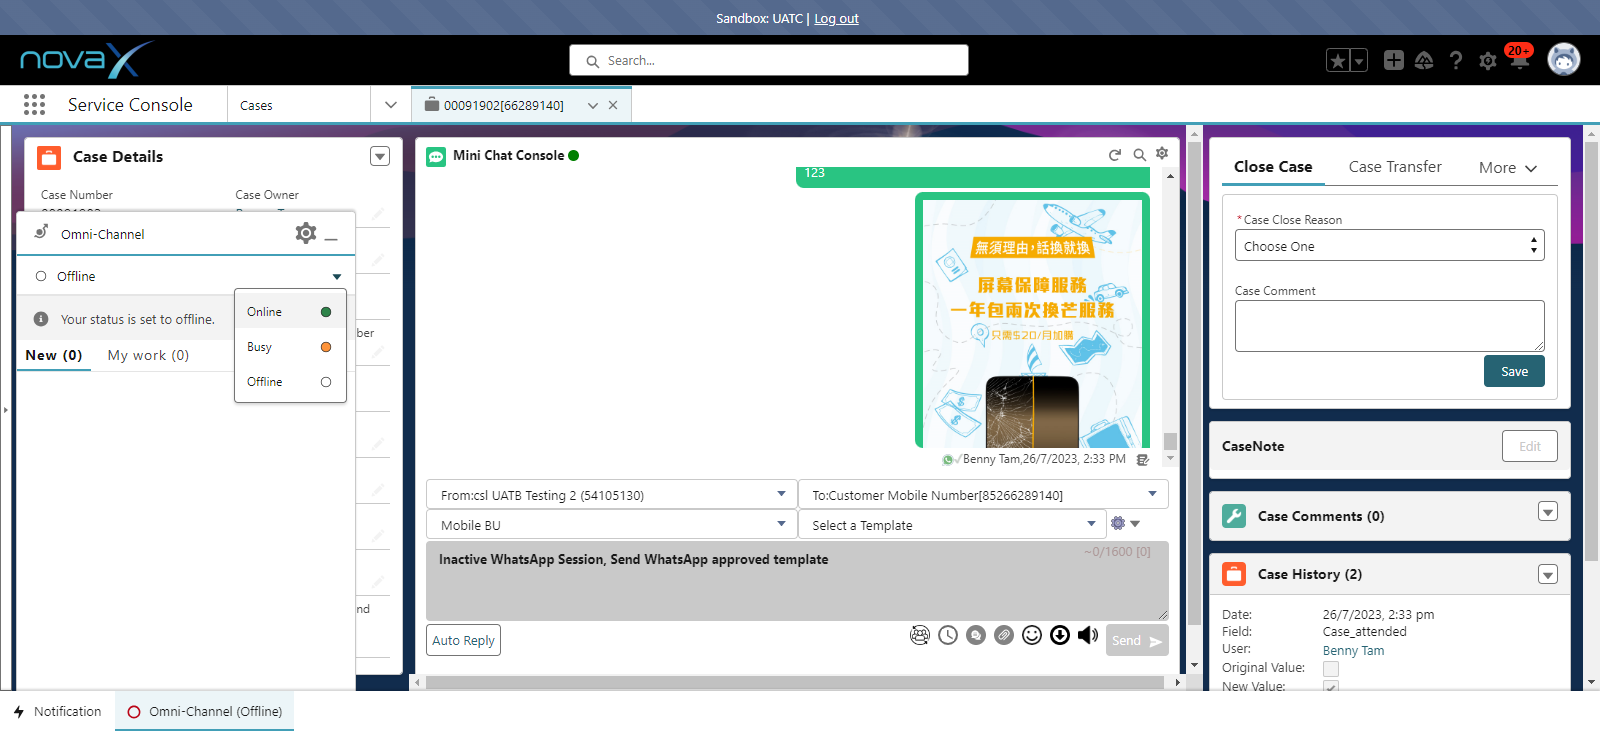 Sandbox: UATC | Log out
novaX
Search...
20+
Service Console
Cases
00091902[66289140]
Case Details
Case Number
Case Owner
Omni-Channel
Offline
Your status is set to offline.
Online
Busy
Offline
New (0)
My work (0)
ber
nd
Mini Chat Console
123
無須理由，話換就換
屏幕保障服務
一年包兩次換芒服務
只需$20/月加購
Benny Tam,26/7/2023, 2:33 PM
From:csl UATB Testing 2 (54105130)
To:Customer Mobile Number[85266289140]
Mobile BU
Select a Template
~0/1600 [0]
Inactive WhatsApp Session, Send WhatsApp approved template
Auto Reply
Send
Close Case
Case Transfer
More
*Case Close Reason
Choose One
Case Comment
Save
CaseNote
Edit
Case Comments (0)
Case History (2)
Date:
26/7/2023, 2:33 pm
Field:
Case_attended
User:
Benny Tam
Original Value:
New Value:
Notification
Omni-Channel (Offline)